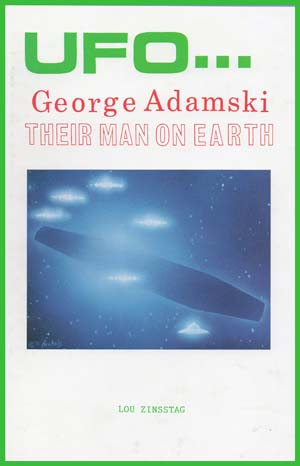 UFO...
George Adamski
THEIR MAN ON EARTH
LOU ZINSSTAG